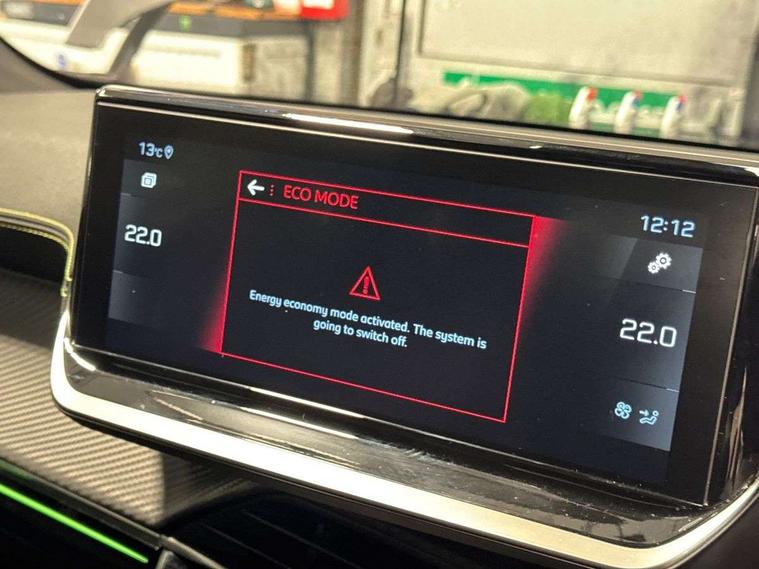 13°C
12:12
ECO MODE
22.0
22.0
Energy economy mode activated. The system is
going to switch off.